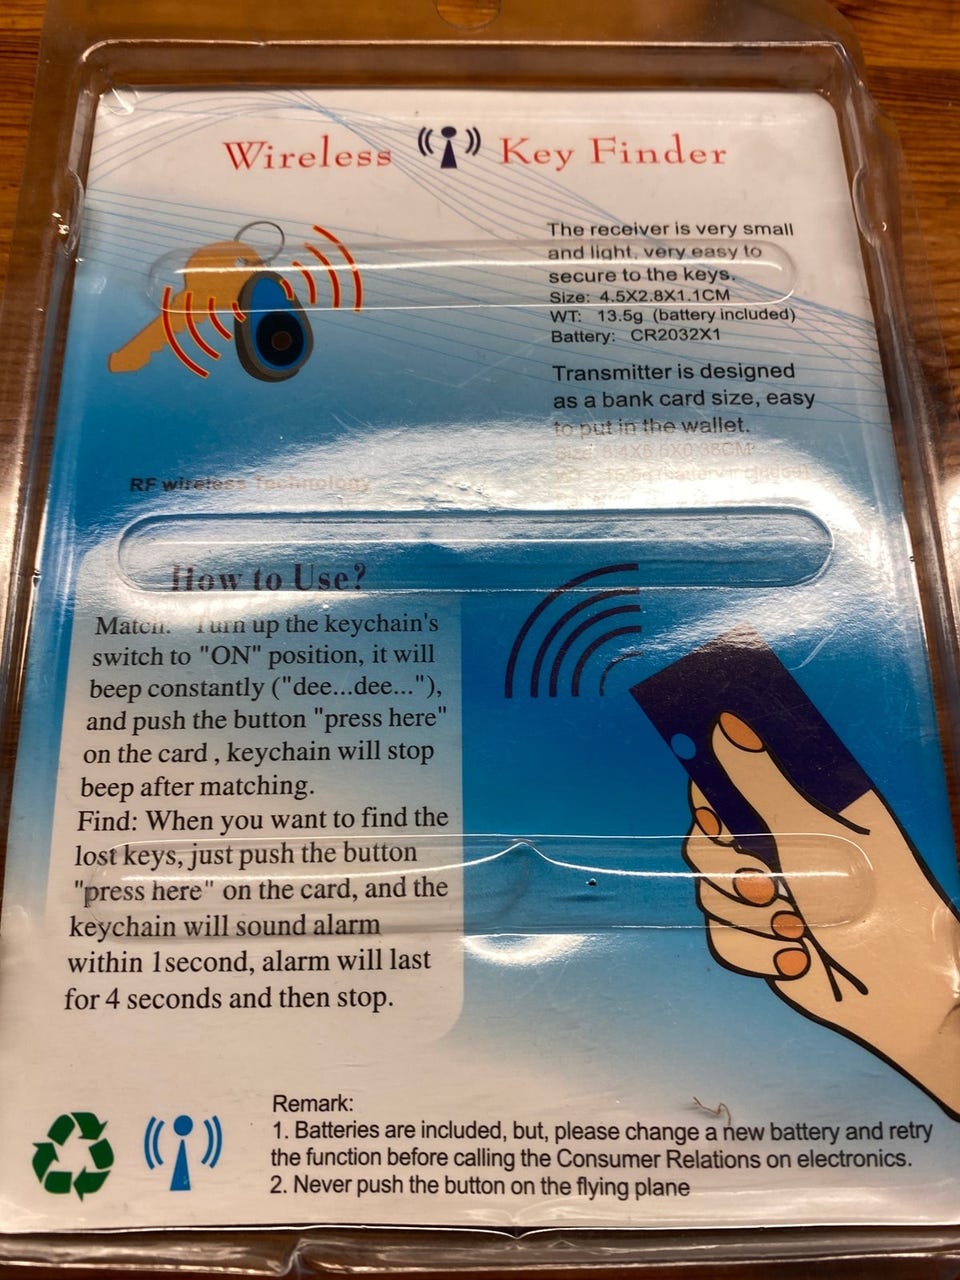 Wireless Key Finder
The receiver is very small
and light, very easy to
secure to the keys.
Size: 4.5X2.8X1.1CM
WT: 13.5g (battery included)
Battery: CR2032X1
Transmitter is designed
as a bank card size, easy
to put in the wallet.
RF wireless Technology
How to Use?
Match: Turn up the keychain's
switch to "ON" position, it will
beep constantly ("dee...dee..."),
and push the button "press here"
on the card , keychain will stop
beep after matching.
Find: When you want to find the
lost keys, just push the button
"press here" on the card, and the
keychain will sound alarm
within 1second, alarm will last
for 4 seconds and then stop.
Remark:
1. Batteries are included, but, please change a new battery and retry
the function before calling the Consumer Relations on electronics.
2. Never push the button on the flying plane